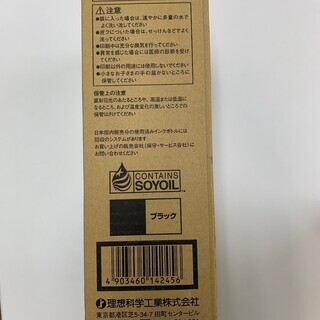 ⚠注意
●眼に入った場合は、速やかに多量の水で
よく洗い流してください。
●皮フについた場合は、せっけんなどでよく
洗ってください。
●印刷中は充分な換気を行ってください。
●異常を感じた場合には医師の診断を受け
てください。
●印刷以外の用途には使用しないでください。
●小さなお子さまの手の届かないところに
保管してください。
保管上の注意
直射日光のあたるところや、高温または低温に
なるところ、および温度変化の激しいところでの
保管はさけてください。
日本国内販売分の使用済みインクボトルには
回収のシステムがあります
お買い上げの販売会社(保守・サービス会社)に
お問い合わせください。
CONTAINS
SOYOIL
TM
ブラック
4 903460 142456
理想科学工業株式会社
東京都港区芝5-34-7 田町センタービル